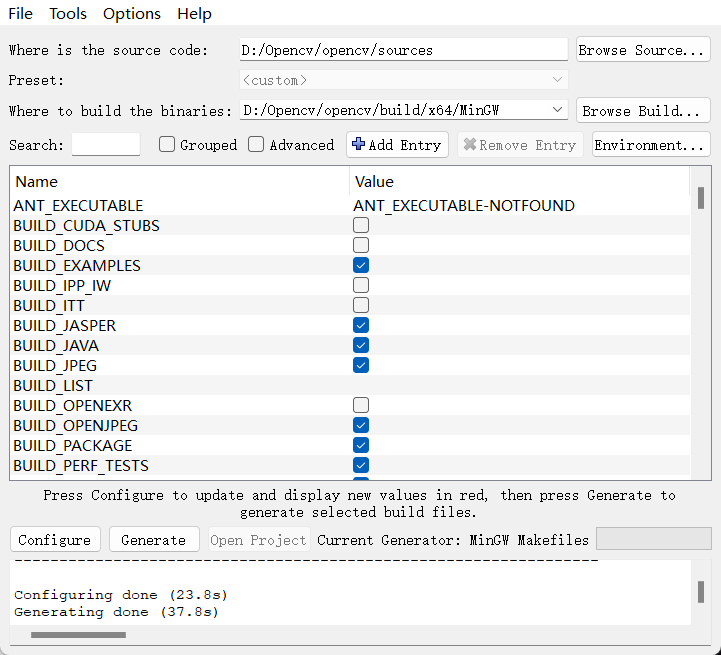 File Tools Options Help
Where is the source code: D:/Opencv/opencv/sources Browse Source...
Preset: <custom>
Where to build the binaries: D:/Opencv/opencv/build/x64/MinGW Browse Build...
Search: Grouped Advanced Add Entry Remove Entry Environment...
Name Value
ANT_EXECUTABLE ANT_EXECUTABLE-NOTFOUND
BUILD_CUDA_STUBS
BUILD_DOCS
BUILD_EXAMPLES
BUILD_IPP_IW
BUILD_ITT
BUILD_JASPER
BUILD_JAVA
BUILD_JPEG
BUILD_LIST
BUILD_OPENEXR
BUILD_OPENJPEG
BUILD_PACKAGE
BUILD_PERF_TESTS
Press Configure to update and display new values in red, then press Generate to
generate selected build files.
Configure Generate Open Project Current Generator: MinGW Makefiles
Configuring done (23.8s)
Generating done (37.8s)